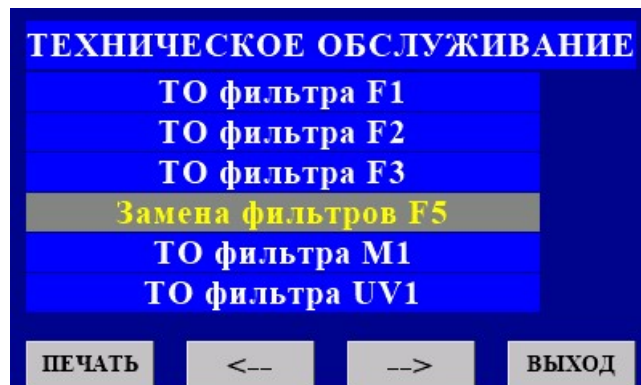 ТЕХНИЧЕСКОЕ ОБСЛУЖИВАНИЕ
ТО фильтра F1
ТО фильтра F2
ТО фильтра F3
Замена фильтров F5
ТО фильтра M1
ТО фильтра UV1
ПЕЧАТЬ <-- --> ВЫХОД